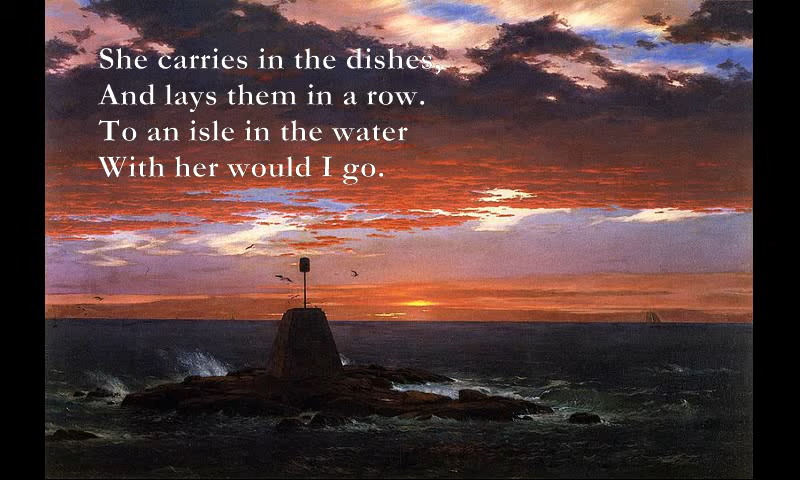 She carries in the dishes,
And lays them in a row.
To an isle in the water
With her would I go.